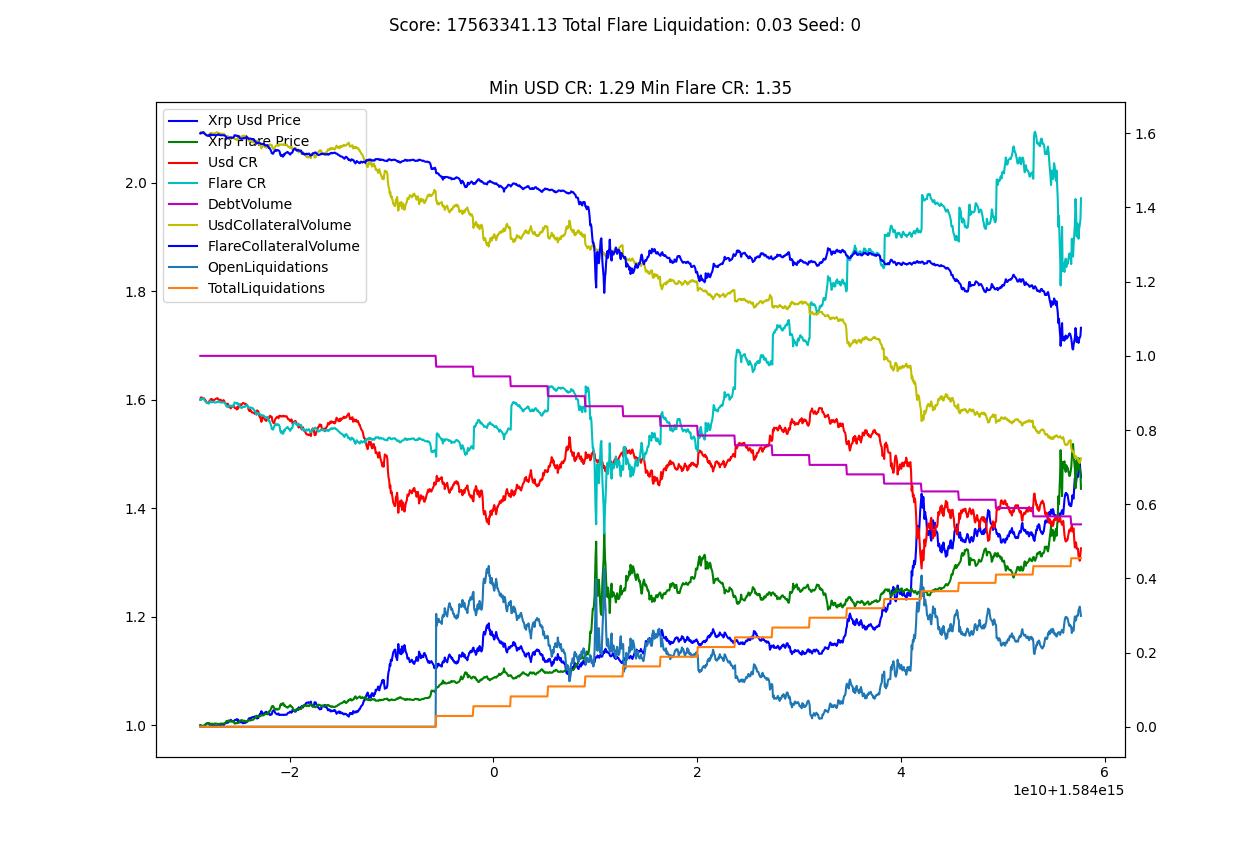 Score: 17563341.13 Total Flare Liquidation: 0.03 Seed: 0
Min USD CR: 1.29 Min Flare CR: 1.35
Xrp Usd Price
Xrp Flare Price
Usd CR
Flare CR
DebtVolume
UsdCollateralVolume
FlareCollateralVolume
OpenLiquidations
TotalLiquidations
2.0
1.8
1.6
1.4
1.2
1.0
1.6
1.4
1.2
1.0
0.8
0.6
0.4
0.2
0.0
−2 0 2 4 6
1e10+1.584e15